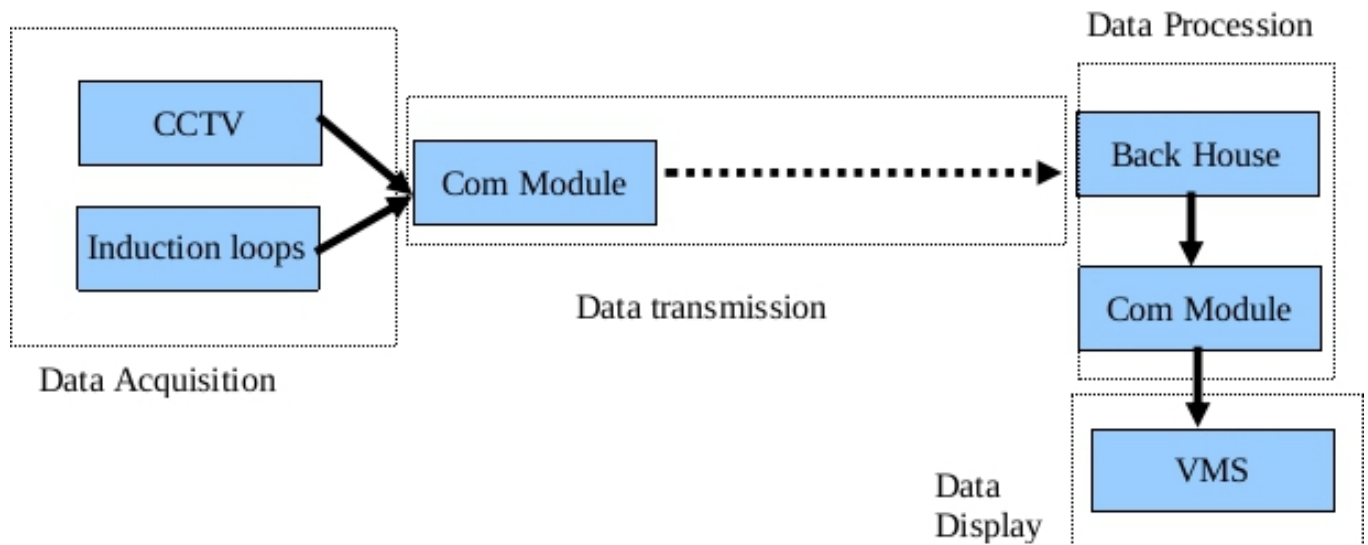 Data Procession
CCTV
Com Module
Back House
Induction loops
Data transmission
Com Module
Data Acquisition
VMS
Data
Display